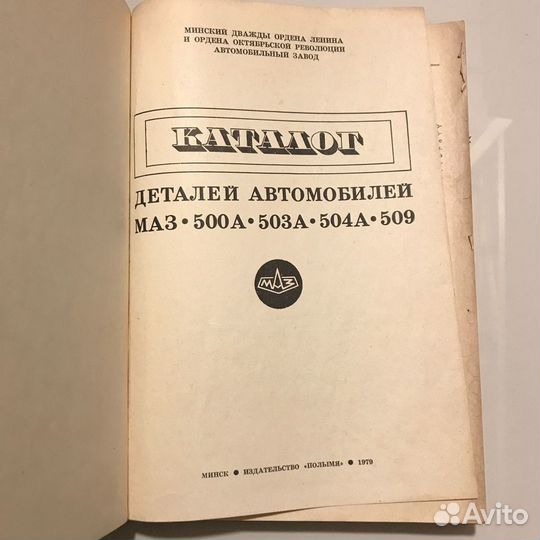 МИНСКИЙ ДВАЖДЫ ОРДЕНА ЛЕНИНА
И ОРДЕНА ОКТЯБРЬСКОЙ РЕВОЛЮЦИИ
АВТОМОБИЛЬНЫЙ ЗАВОД
КАТАЛОГ
ДЕТАЛЕЙ АВТОМОБИЛЕЙ
МАЗ • 500А • 503А • 504А • 509
МАЗ
МИНСК ● ИЗДАТЕЛЬСТВО «ПОЛЫМЯ» ● 1979
Avito